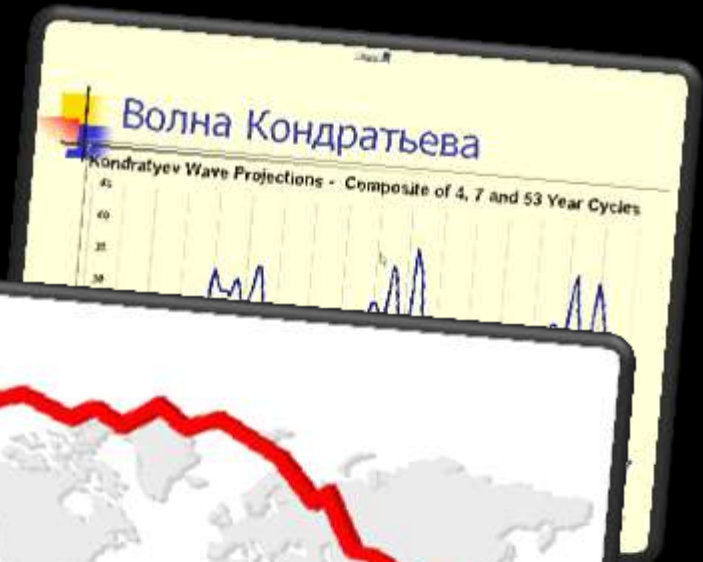 Волна Кондратьева
Kondratyev Wave Projections - Composite of 4, 7 and 53 Year Cycles